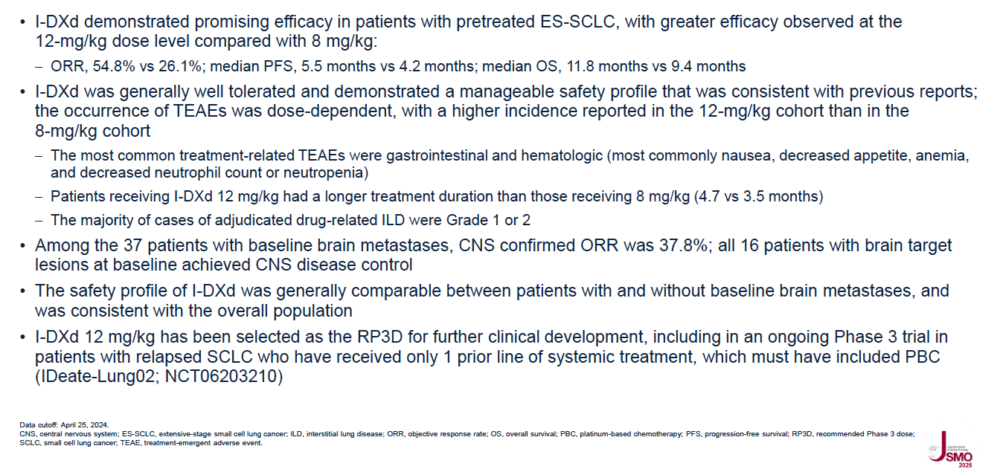 • I-DXd demonstrated promising efficacy in patients with pretreated ES-SCLC, with greater efficacy observed at the
12-mg/kg dose level compared with 8 mg/kg:
– ORR, 54.8% vs 26.1%; median PFS, 5.5 months vs 4.2 months; median OS, 11.8 months vs 9.4 months
• I-DXd was generally well tolerated and demonstrated a manageable safety profile that was consistent with previous reports;
the occurrence of TEAEs was dose-dependent, with a higher incidence reported in the 12-mg/kg cohort than in the
8-mg/kg cohort
– The most common treatment-related TEAEs were gastrointestinal and hematologic (most commonly nausea, decreased appetite, anemia,
and decreased neutrophil count or neutropenia)
– Patients receiving I-DXd 12 mg/kg had a longer treatment duration than those receiving 8 mg/kg (4.7 vs 3.5 months)
– The majority of cases of adjudicated drug-related ILD were Grade 1 or 2
• Among the 37 patients with baseline brain metastases, CNS confirmed ORR was 37.8%; all 16 patients with brain target
lesions at baseline achieved CNS disease control
• The safety profile of I-DXd was generally comparable between patients with and without baseline brain metastases, and
was consistent with the overall population
• I-DXd 12 mg/kg has been selected as the RP3D for further clinical development, including in an ongoing Phase 3 trial in
patients with relapsed SCLC who have received only 1 prior line of systemic treatment, which must have included PBC
(IDeate-Lung02; NCT06203210)
Data cutoff: April 25, 2024.
CNS, central nervous system; ES-SCLC, extensive-stage small cell lung cancer; ILD, interstitial lung disease; ORR, objective response rate; OS, overall survival; PBC, platinum-based chemotherapy; PFS, progression-free survival; RP3D, recommended Phase 3 dose;
SCLC, small cell lung cancer; TEAE, treatment-emergent adverse event.
JSMO
2025